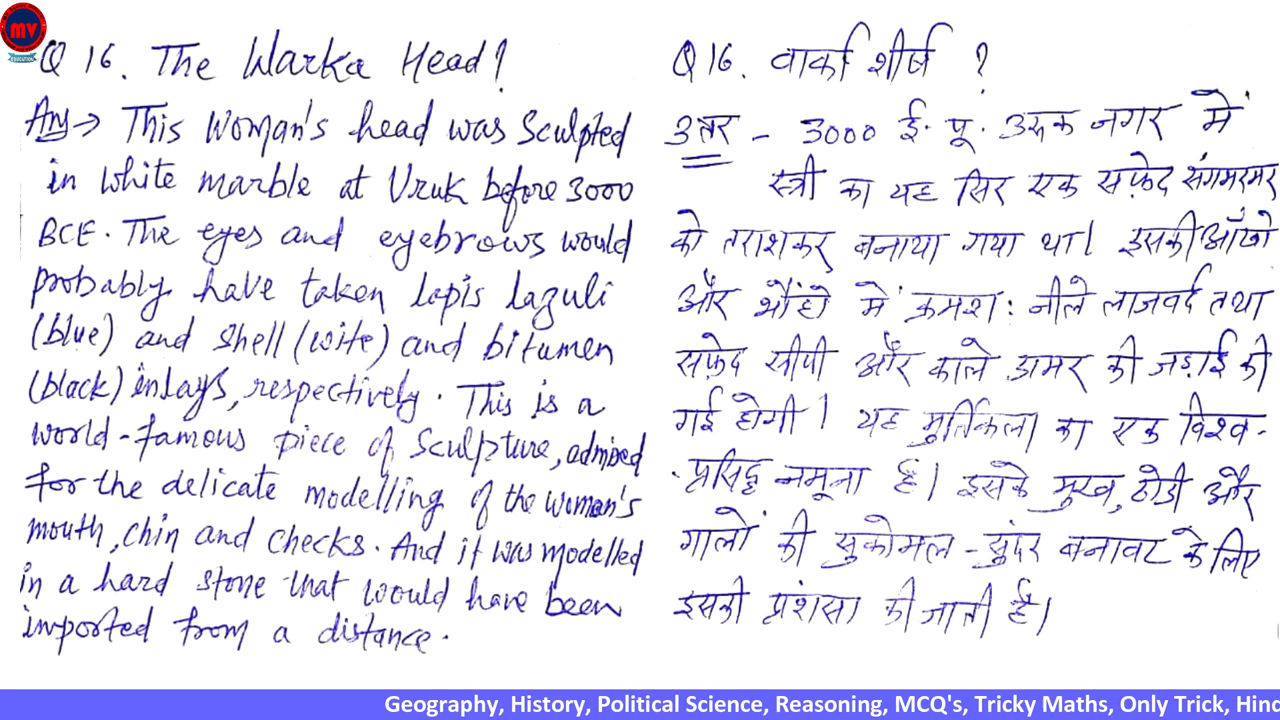 mv
EDUCATION
Q 16. The Warka Head?
Ans → This Woman's head was Sculpted
in white marble at Uruk before 3000
BCE. The eyes and eyebrows would
probably have taken lapis lazuli
(blue) and shell (wite) and bitumen
(black) inlays, respectively. This is a
world-famous piece of Sculpture, admired
for the delicate modelling of the woman's
mouth, chin and checks. And it was modelled
in a hard stone that would have been
imported from a distance.
Q 16. वार्का शीर्ष ?
उत्तर - 3000 ई. पू. उरुक नगर में
स्त्री का यह सिर एक सफ़ेद संगमरमर
को तराशकर बनाया गया था। इसकी आँखो
और भौंहो में क्रमश: नीले लाजवर्द तथा
सफ़ेद सीपी और काले डामर की जड़ाई की
गई होगी। यह मुर्तिकला का एक विश्व-
प्रसिद्ध नमूना है। इसके मुख, ठोडी और
गालों की सुकोमल-सुंदर बनावट के लिए
इसकी प्रंशसा की जाती है।
Geography, History, Political Science, Reasoning, MCQ's, Tricky Maths, Only Trick, Hind